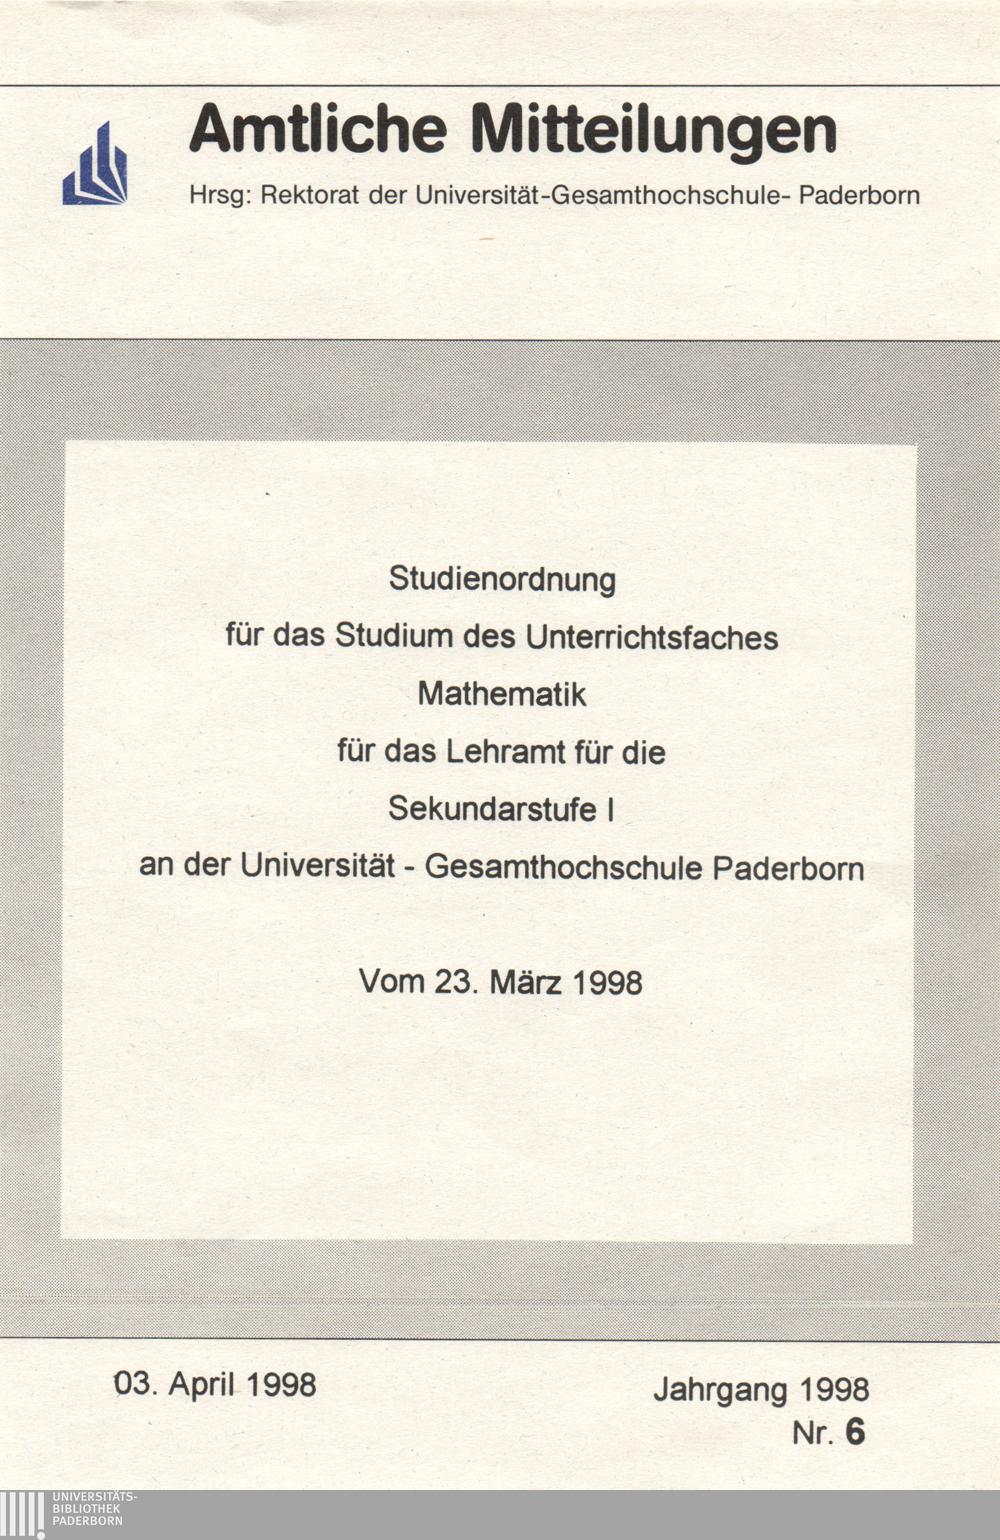 Amtliche Mitteilungen
Hrsg: Rektorat der Universität-Gesamthochschule- Paderborn
Studienordnung
für das Studium des Unterrichtsfaches
Mathematik
für das Lehramt für die
Sekundarstufe I
an der Universität - Gesamthochschule Paderborn
Vom 23. März 1998
03. April 1998
Jahrgang 1998
Nr. 6
UNIVERSITÄTS-
BIBLIOTHEK
PADERBORN